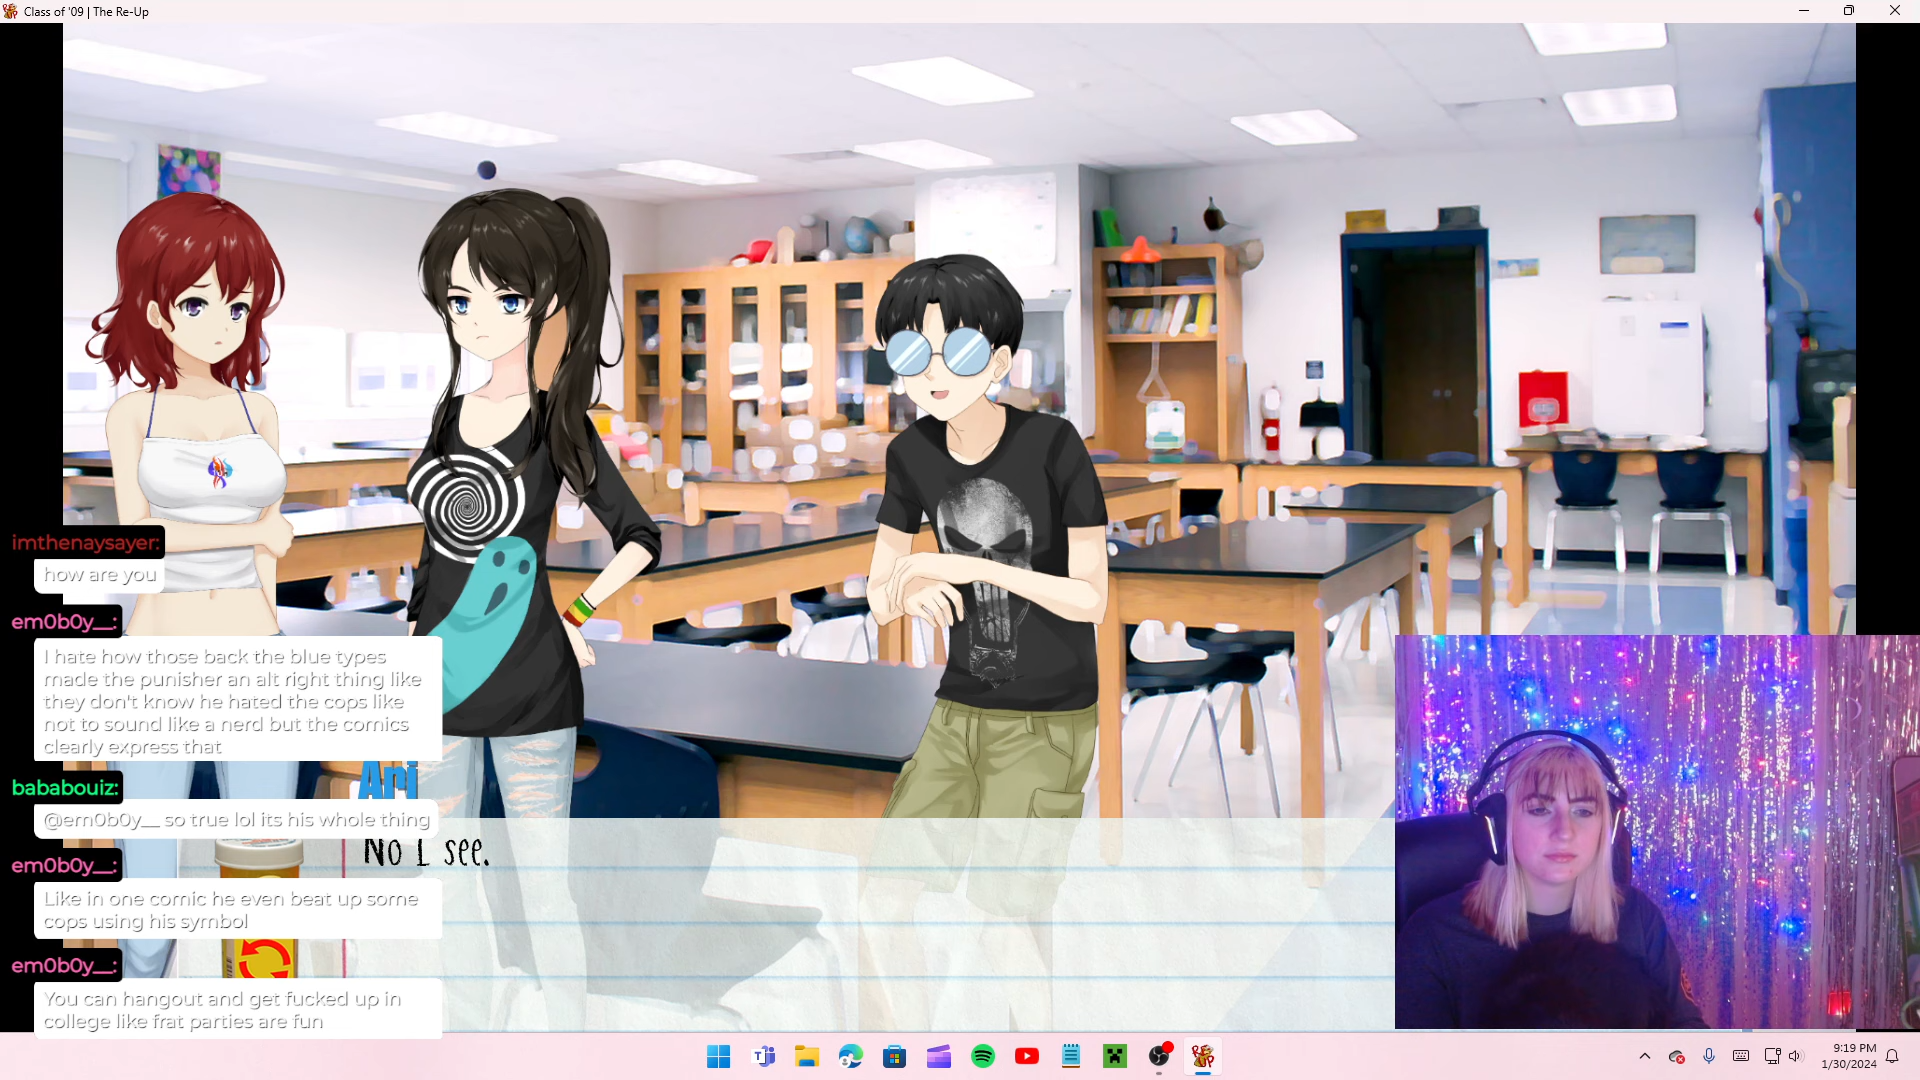 Class of '09 | The Re-Up
imthenaysayer:
how are you
em0b0y__:
I hate how those back the blue types
made the punisher an alt right thing like
they don't know he hated the cops like
not to sound like a nerd but the comics
clearly express that
bababouiz:
@em0b0y__ so true lol its his whole thing
em0b0y__:
Like in one comic he even beat up some
cops using his symbol
em0b0y__:
You can hangout and get fucked up in
college like frat parties are fun
Ari
No I see.
9:19 PM
1/30/2024